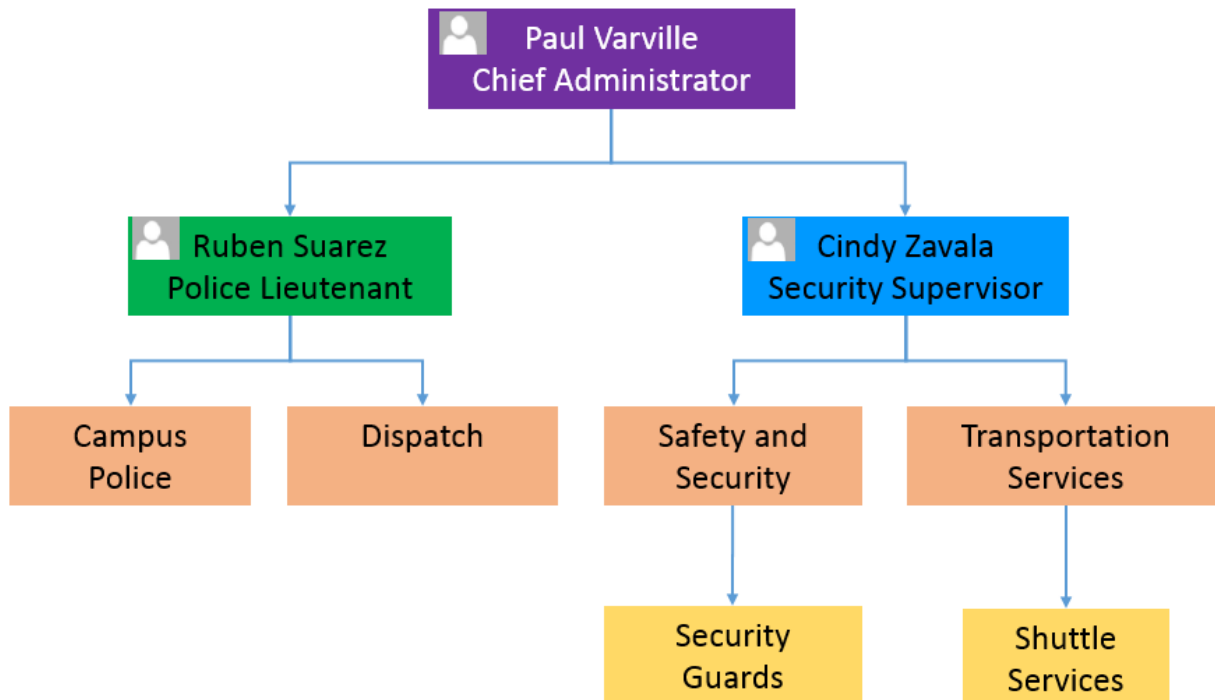 Paul Varville
Chief Administrator
Ruben Suarez
Police Lieutenant
Cindy Zavala
Security Supervisor
Campus
Police
Dispatch
Safety and
Security
Transportation
Services
Security
Guards
Shuttle
Services